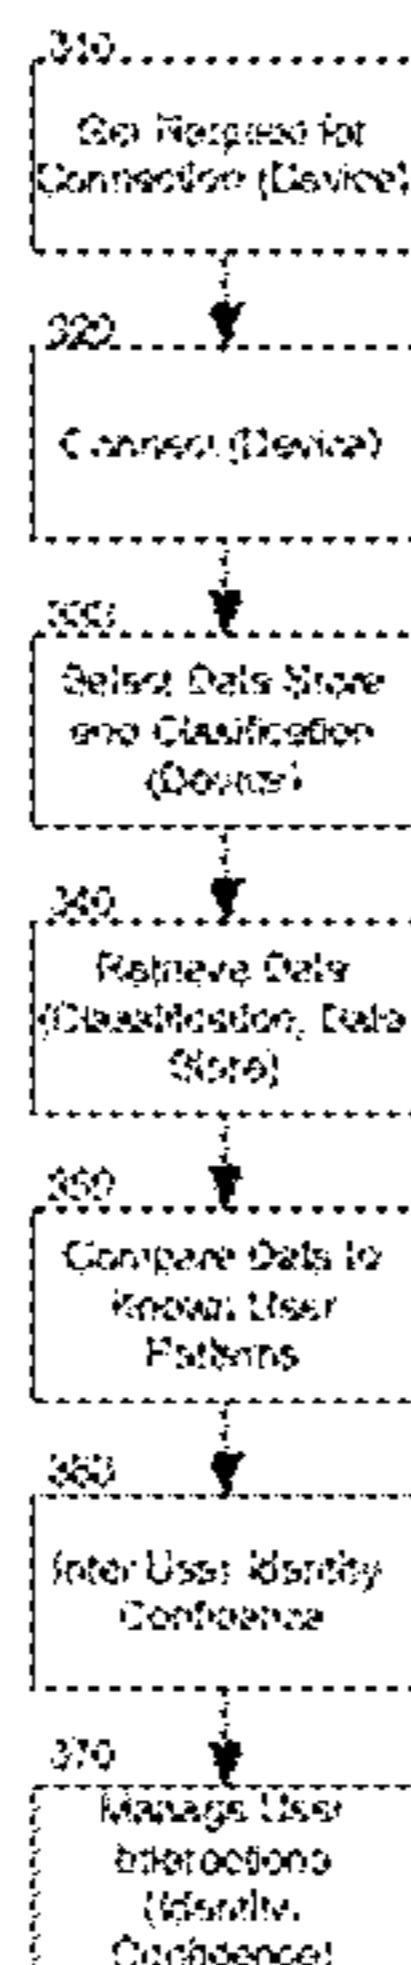 310
Get Request for
Connection (Device)
320
Connect (Device)
330
Select Data Store
and Classification
(Device)
340
Retrieve Data
(Classification, Data
Store)
350
Compare Data to
Known User
Patterns
360
Infer User Identity
Confidence
370
Manage User
Interactions
(Identity,
Confidence)